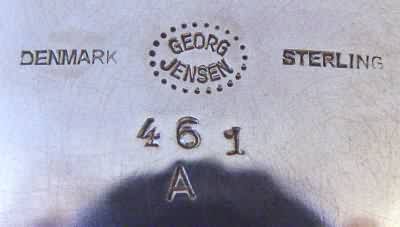 DENMARK GEORG JENSEN STERLING
461
A